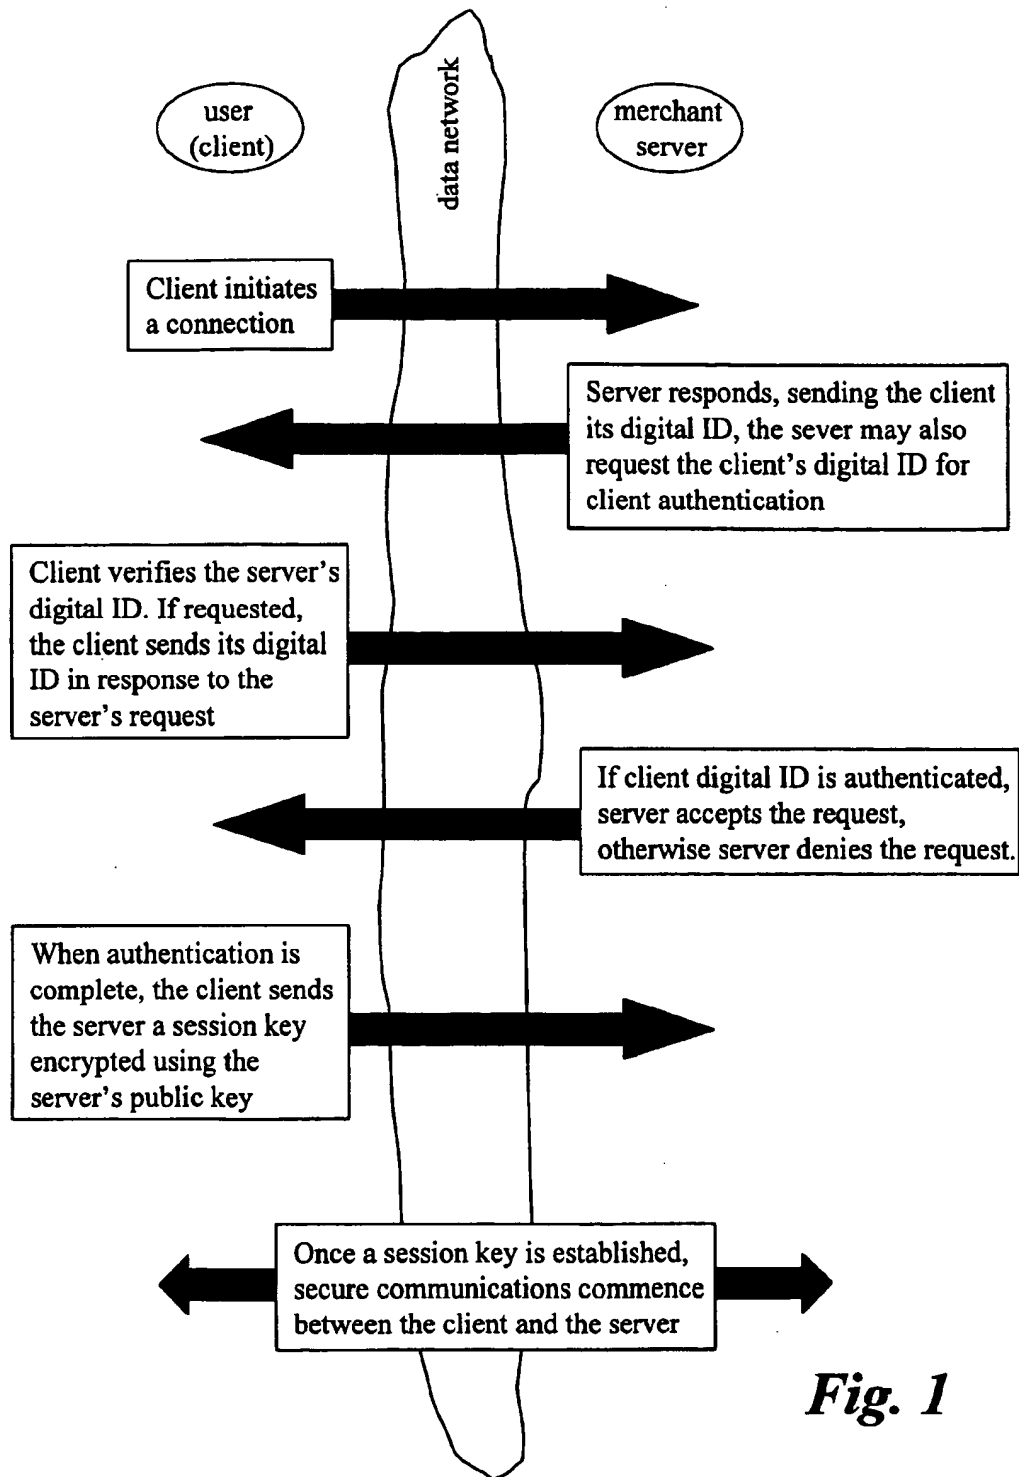 user
(client)
data network
merchant
server
Client initiates
a connection
Server responds, sending the client
its digital ID, the sever may also
request the client's digital ID for
client authentication
Client verifies the server's
digital ID. If requested,
the client sends its digital
ID in response to the
server's request
If client digital ID is authenticated,
server accepts the request,
otherwise server denies the request.
When authentication is
complete, the client sends
the server a session key
encrypted using the
server's public key
Once a session key is established,
secure communications commence
between the client and the server
Fig. 1